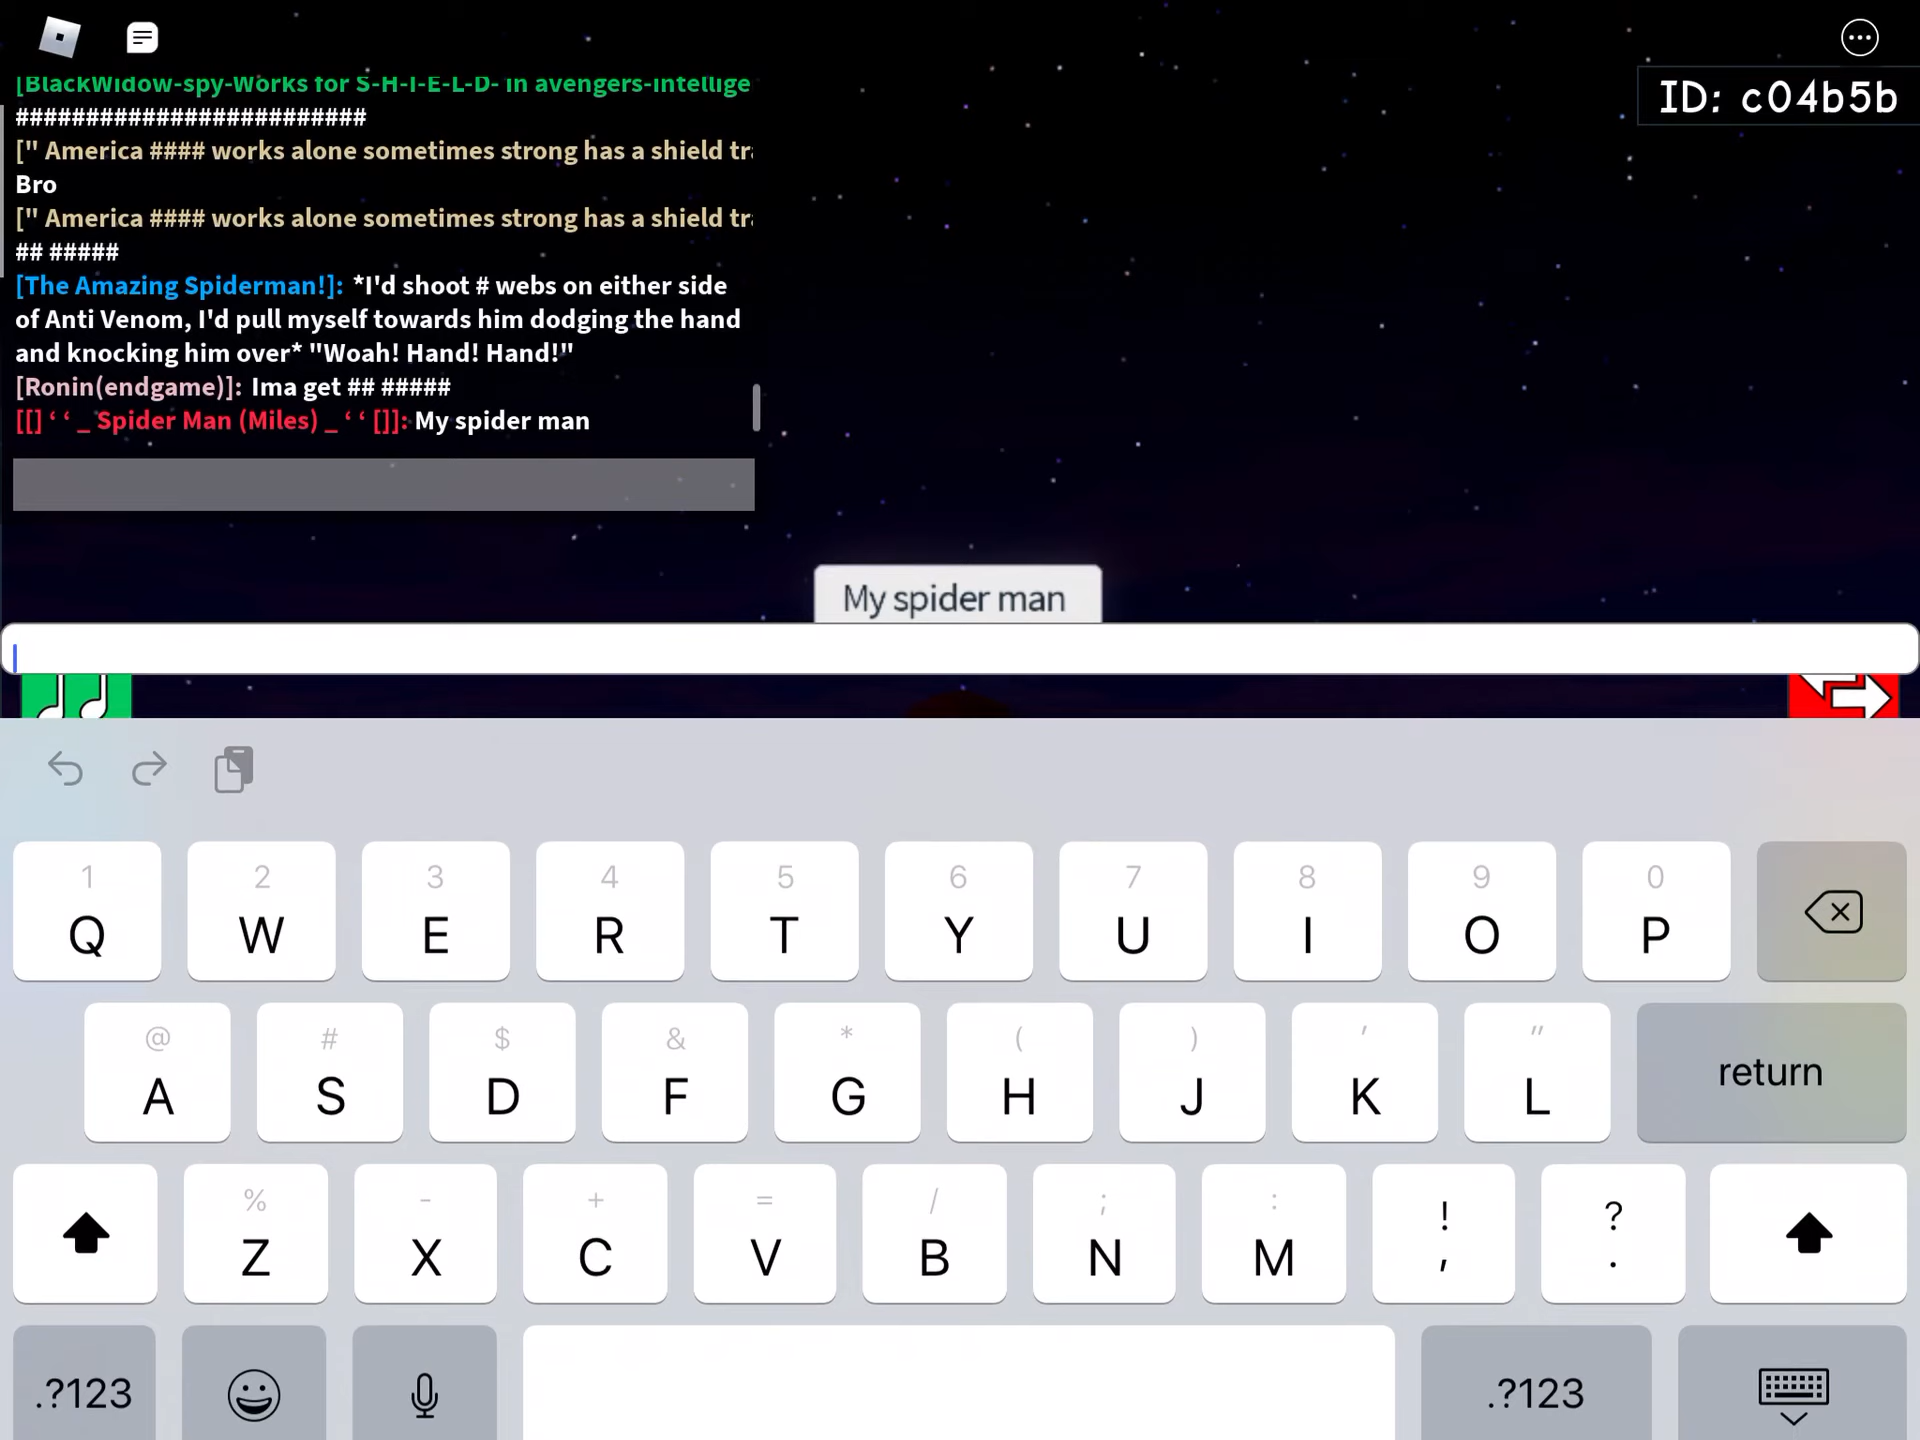 [BlackWidow-spy-Works for S-H-I-E-L-D- in avengers-intellige
#########################
[" America #### works alone sometimes strong has a shield tra
Bro
[" America #### works alone sometimes strong has a shield tra
## #####
[The Amazing Spiderman!]: *I'd shoot # webs on either side
of Anti Venom, I'd pull myself towards him dodging the hand
and knocking him over* "Woah! Hand! Hand!"
[Ronin(endgame)]: Ima get ## #####
[[] ‘ ‘ _ Spider Man (Miles) _ ‘ ‘ []]: My spider man
ID: c04b5b
My spider man
1 2 3 4 5 6 7 8 9 0
Q W E R T Y U I O P
@ # $ & * ( ) ' "
A S D F G H J K L return
% - + = / ; : ! ?
Z X C V B N M , .
.?123 .?123